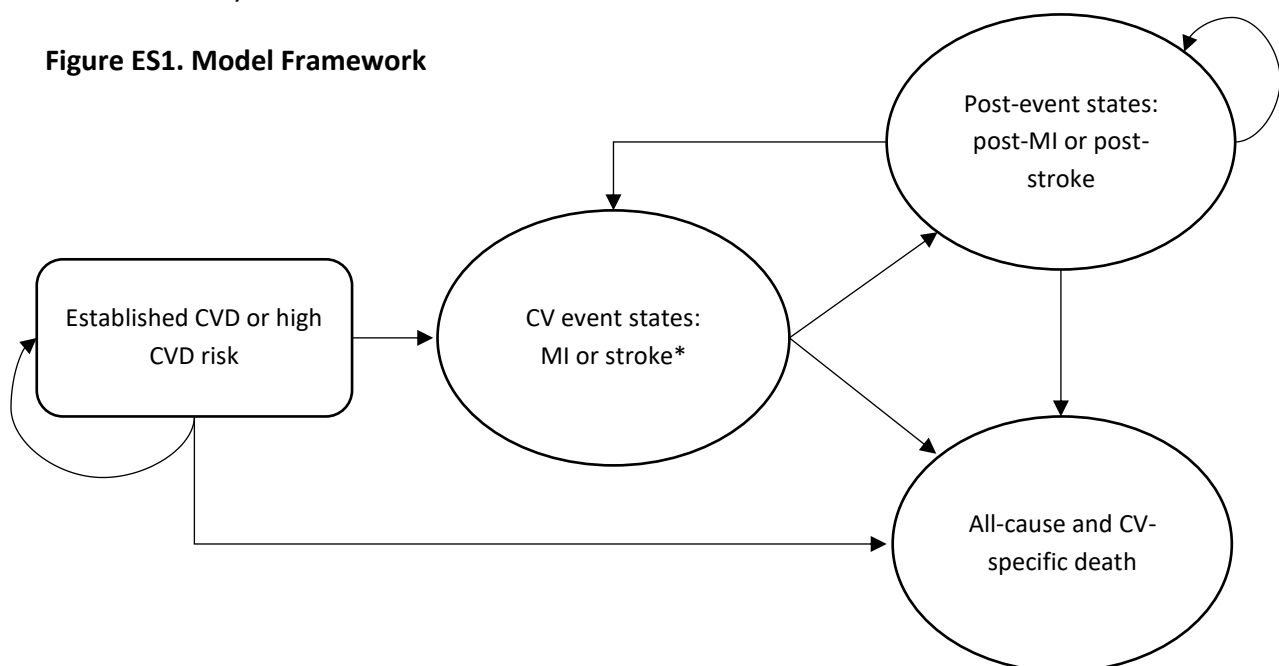 Figure ES1. Model Framework
Post-event states:
post-MI or post-
stroke
Established CVD or high
CVD risk
CV event states:
MI or stroke*
All-cause and CV-
specific death